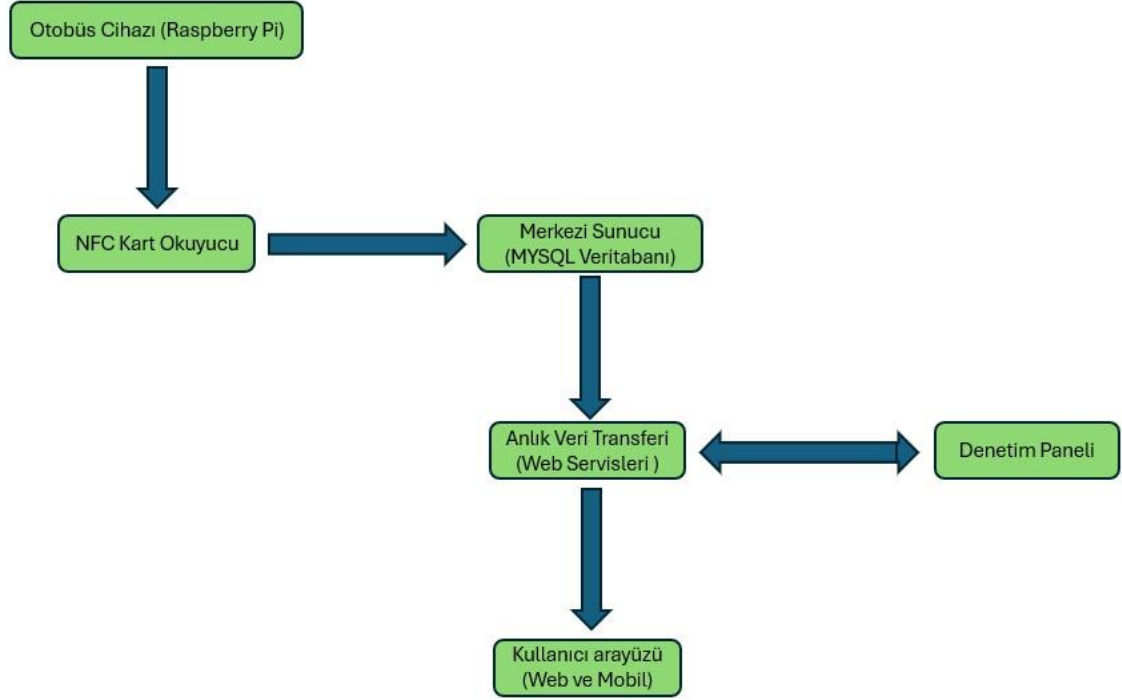 Otobüs Cihazı (Raspberry Pi)
NFC Kart Okuyucu
Merkezi Sunucu
(MYSQL Veritabanı)
Anlık Veri Transferi
(Web Servisleri )
Denetim Paneli
Kullanıcı arayüzü
(Web ve Mobil)